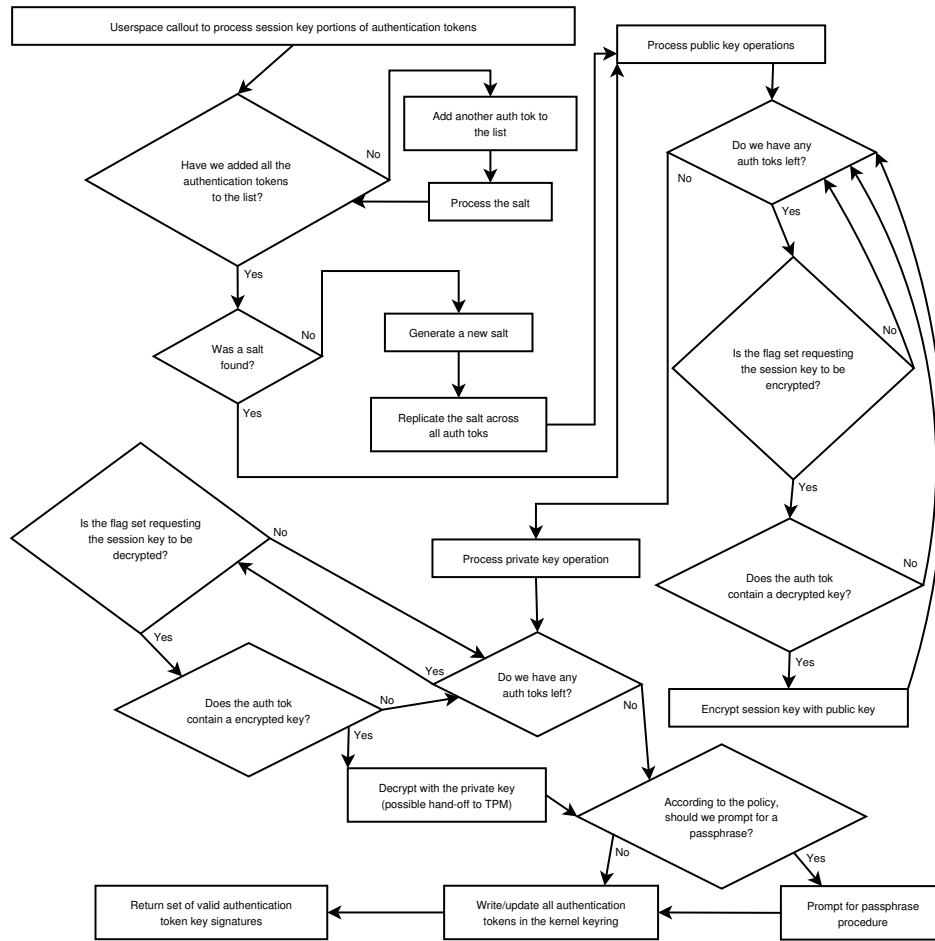 Userspace callout to process session key portions of authentication tokens
Process public key operations
Add another auth tok to
the list
No
Have we added all the
authentication tokens
to the list?
Process the salt
Do we have any
auth toks left?
No
Yes
Yes
No
Was a salt
found?
Yes
Generate a new salt
Replicate the salt across
all auth toks
No
Is the flag set requesting
the session key to be
encrypted?
Yes
Is the flag set requesting
the session key to be
decrypted?
No
Yes
Process private key operation
No
Does the auth tok
contain a decrypted key?
Yes
Encrypt session key with public key
Yes
Do we have any
auth toks left?
No
Does the auth tok
contain a encrypted key?
No
Yes
Decrypt with the private key
(possible hand-off to TPM)
According to the policy,
should we prompt for a
passphrase?
No
Yes
Return set of valid authentication
token key signatures
Write/update all authentication
tokens in the kernel keyring
Prompt for passphrase
procedure